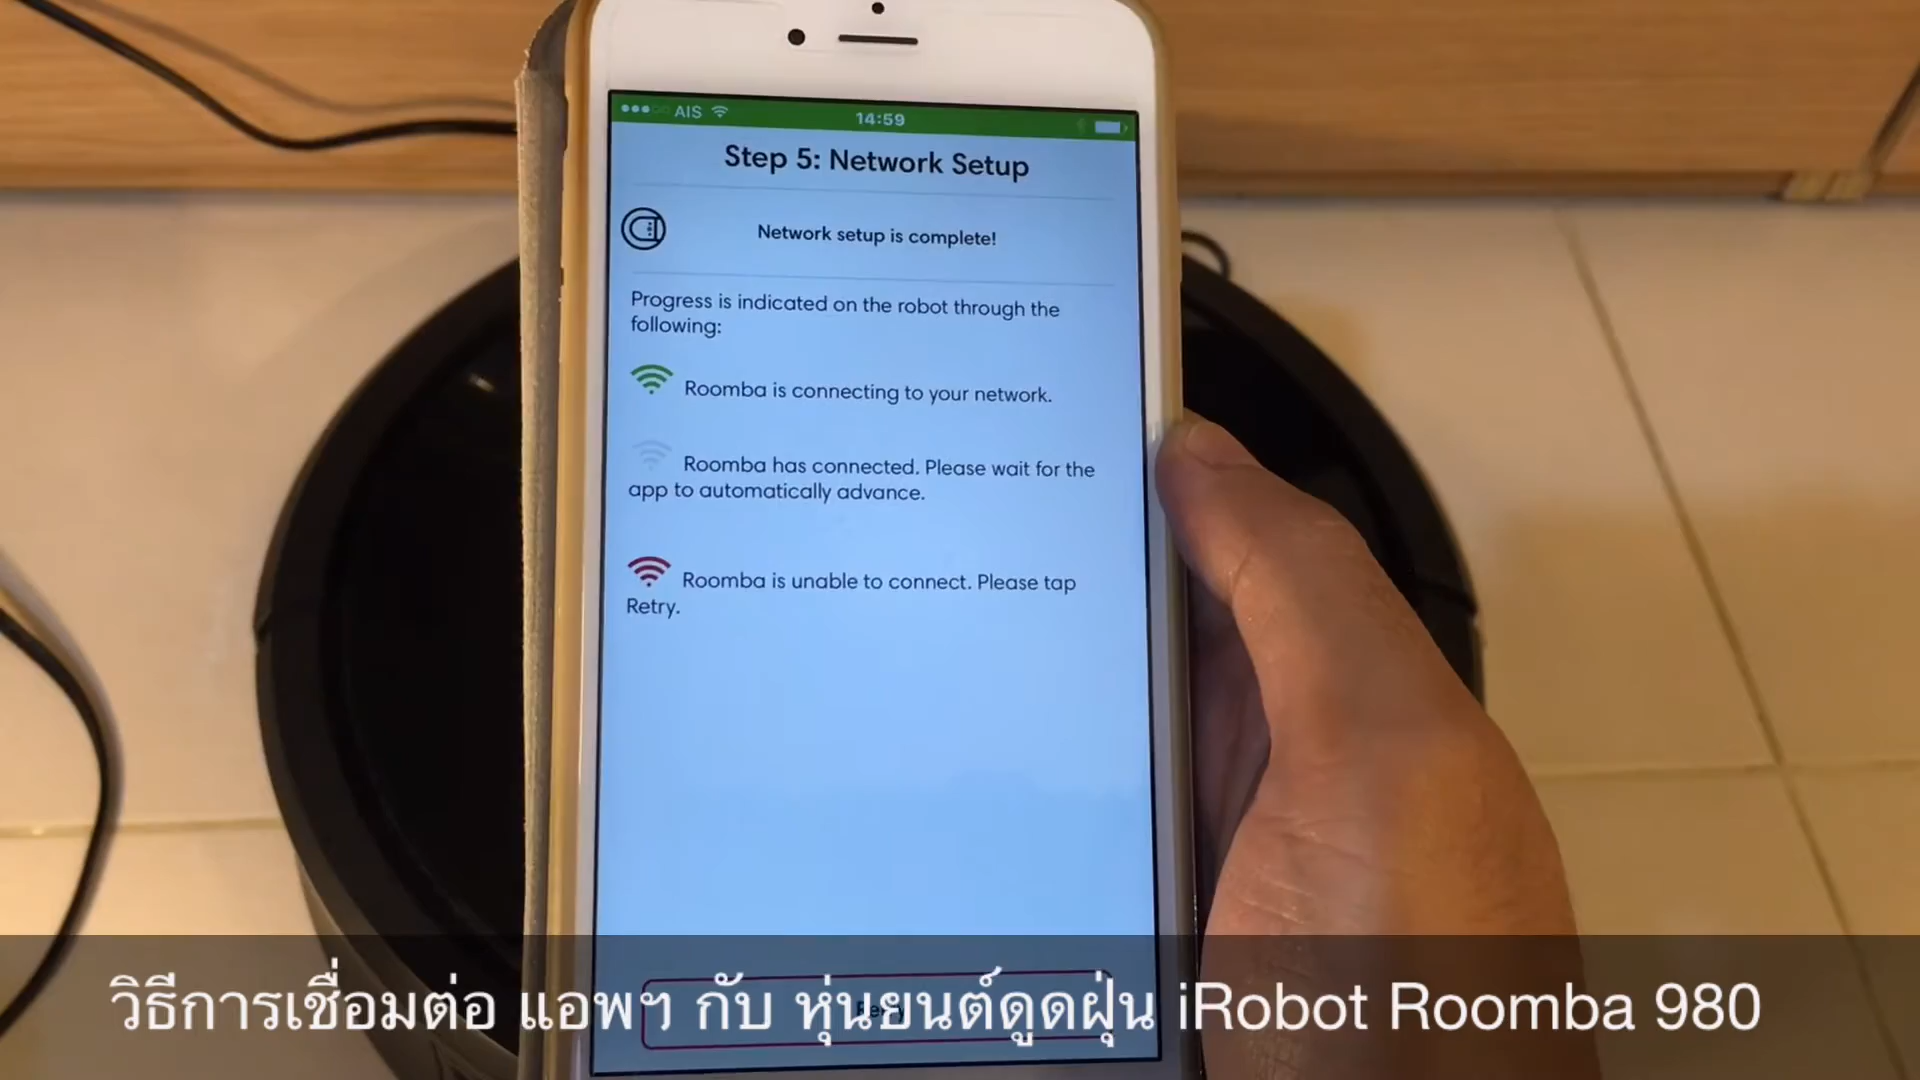 AIS
14:59
Step 5: Network Setup
Network setup is complete!
Progress is indicated on the robot through the
following:
Roomba is connecting to your network.
Roomba has connected. Please wait for the
app to automatically advance.
Roomba is unable to connect. Please tap
Retry.
วิธีการเชื่อมต่อ แอพฯ กับ หุ่นยนต์ดูดฝุ่น iRobot Roomba 980